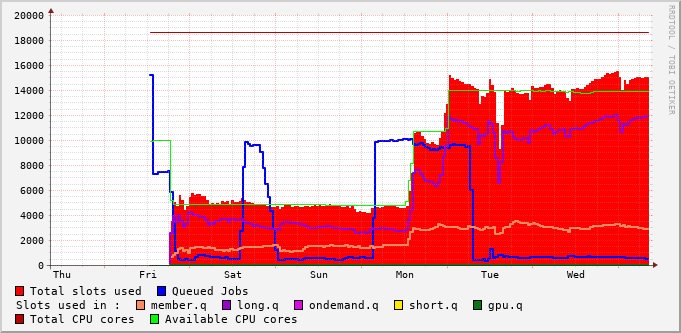 20000
18000
16000
14000
12000
10000
8000
6000
4000
2000
0
Thu Fri Sat Sun Mon Tue Wed
Total slots used Queued Jobs
Slots used in : member.q long.q ondemand.q short.q gpu.q
Total CPU cores Available CPU cores
RRDTOOL / TOBI OETIKER